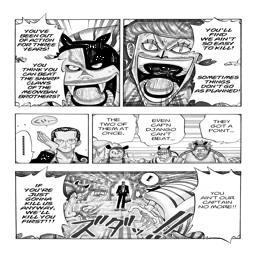 YOU'LL
FIND
WE AIN'T
SO EASY
TO KILL!
SOMETIMES
THINGS
DON'T GO
AS PLANNED!
YOU'VE
BEEN OUT
OF ACTION
FOR THREE
YEARS!
YOU
THINK YOU
CAN BEAT
THE SHARP
CLAWS OF
THE MEOWBAN
BROTHERS?!
THEY
GOT A
POINT...
EVEN
CAP'N
DJANGO
CAN'T
BEAT...
THE
TWO OF
THEM AT
ONCE.
YOU
AIN'T OUR
CAPTAIN
NO MORE!!
IF
YOU'RE
JUST
GONNA
KILL US
ANYWAY,
WE'LL
KILL YOU
FIRST!!!